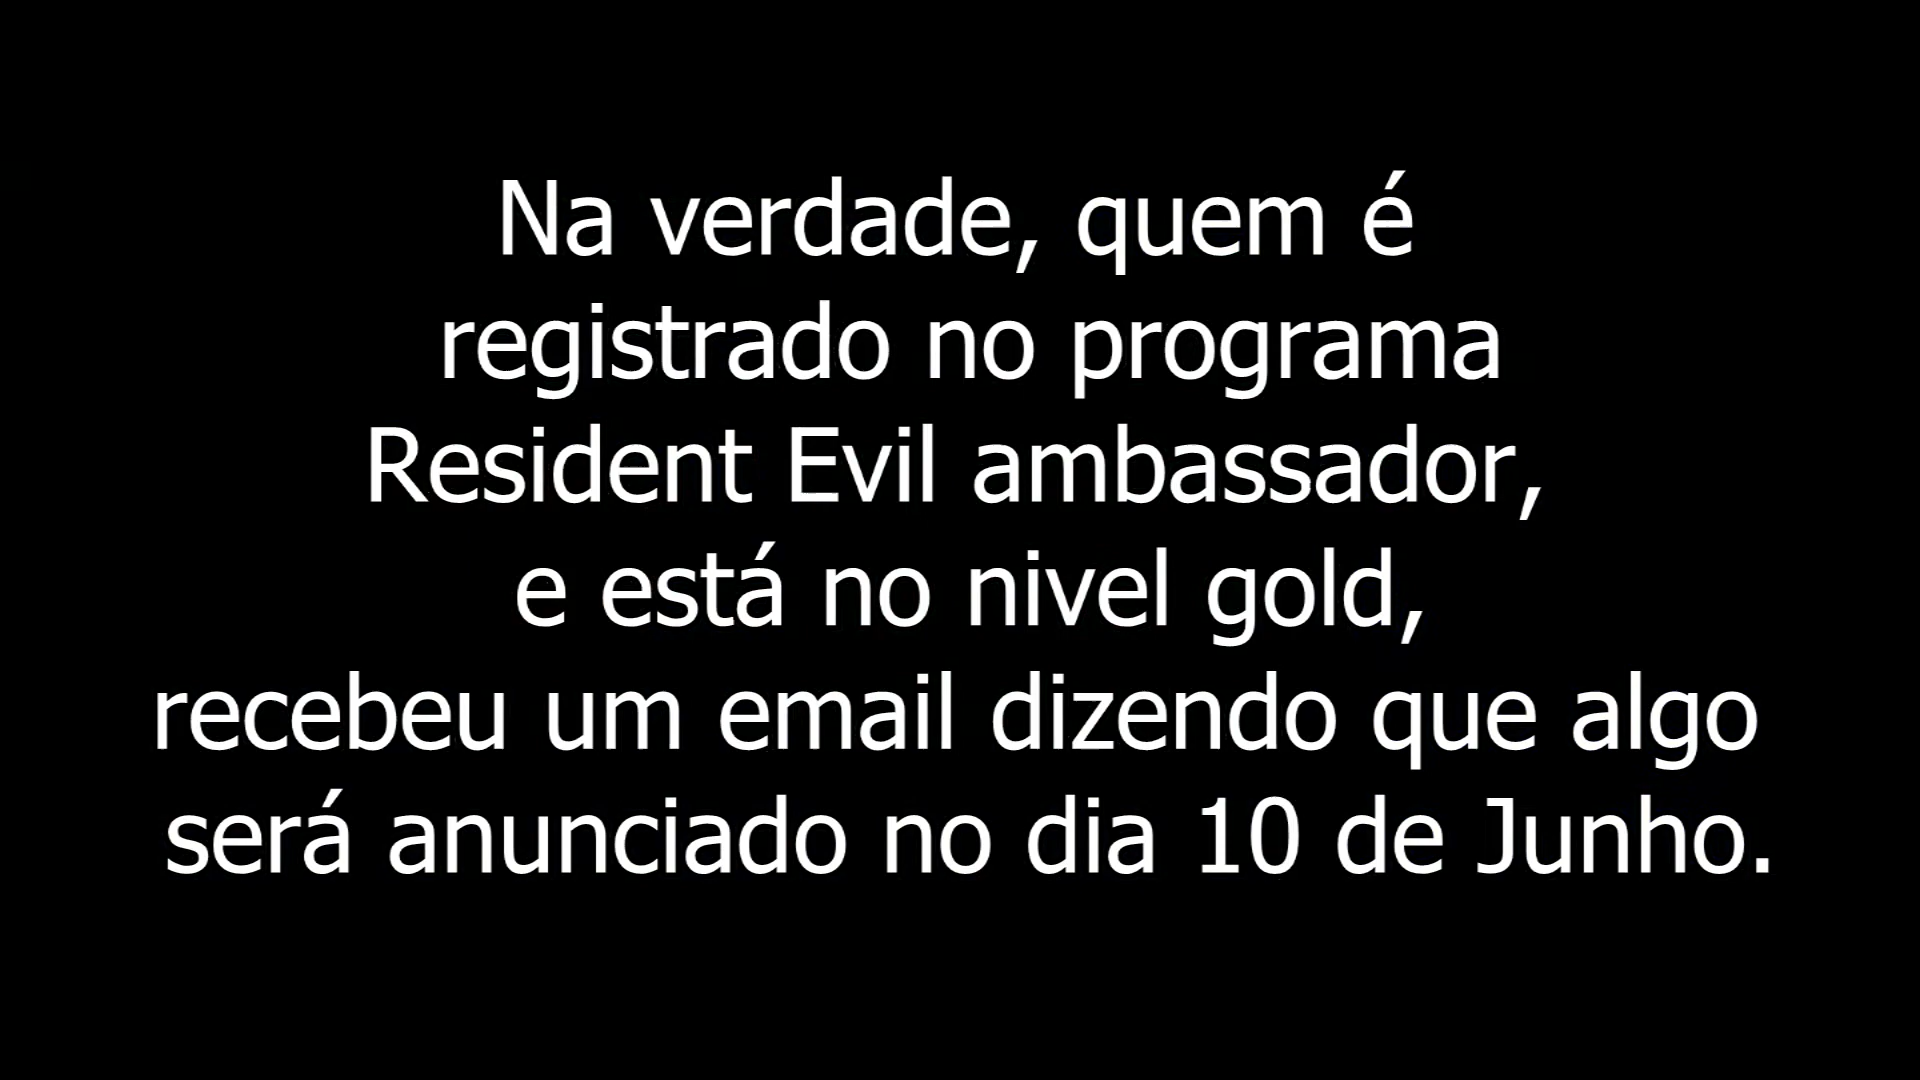 Na verdade, quem é
registrado no programa
Resident Evil ambassador,
e está no nivel gold,
recebeu um email dizendo que algo
será anunciado no dia 10 de Junho.